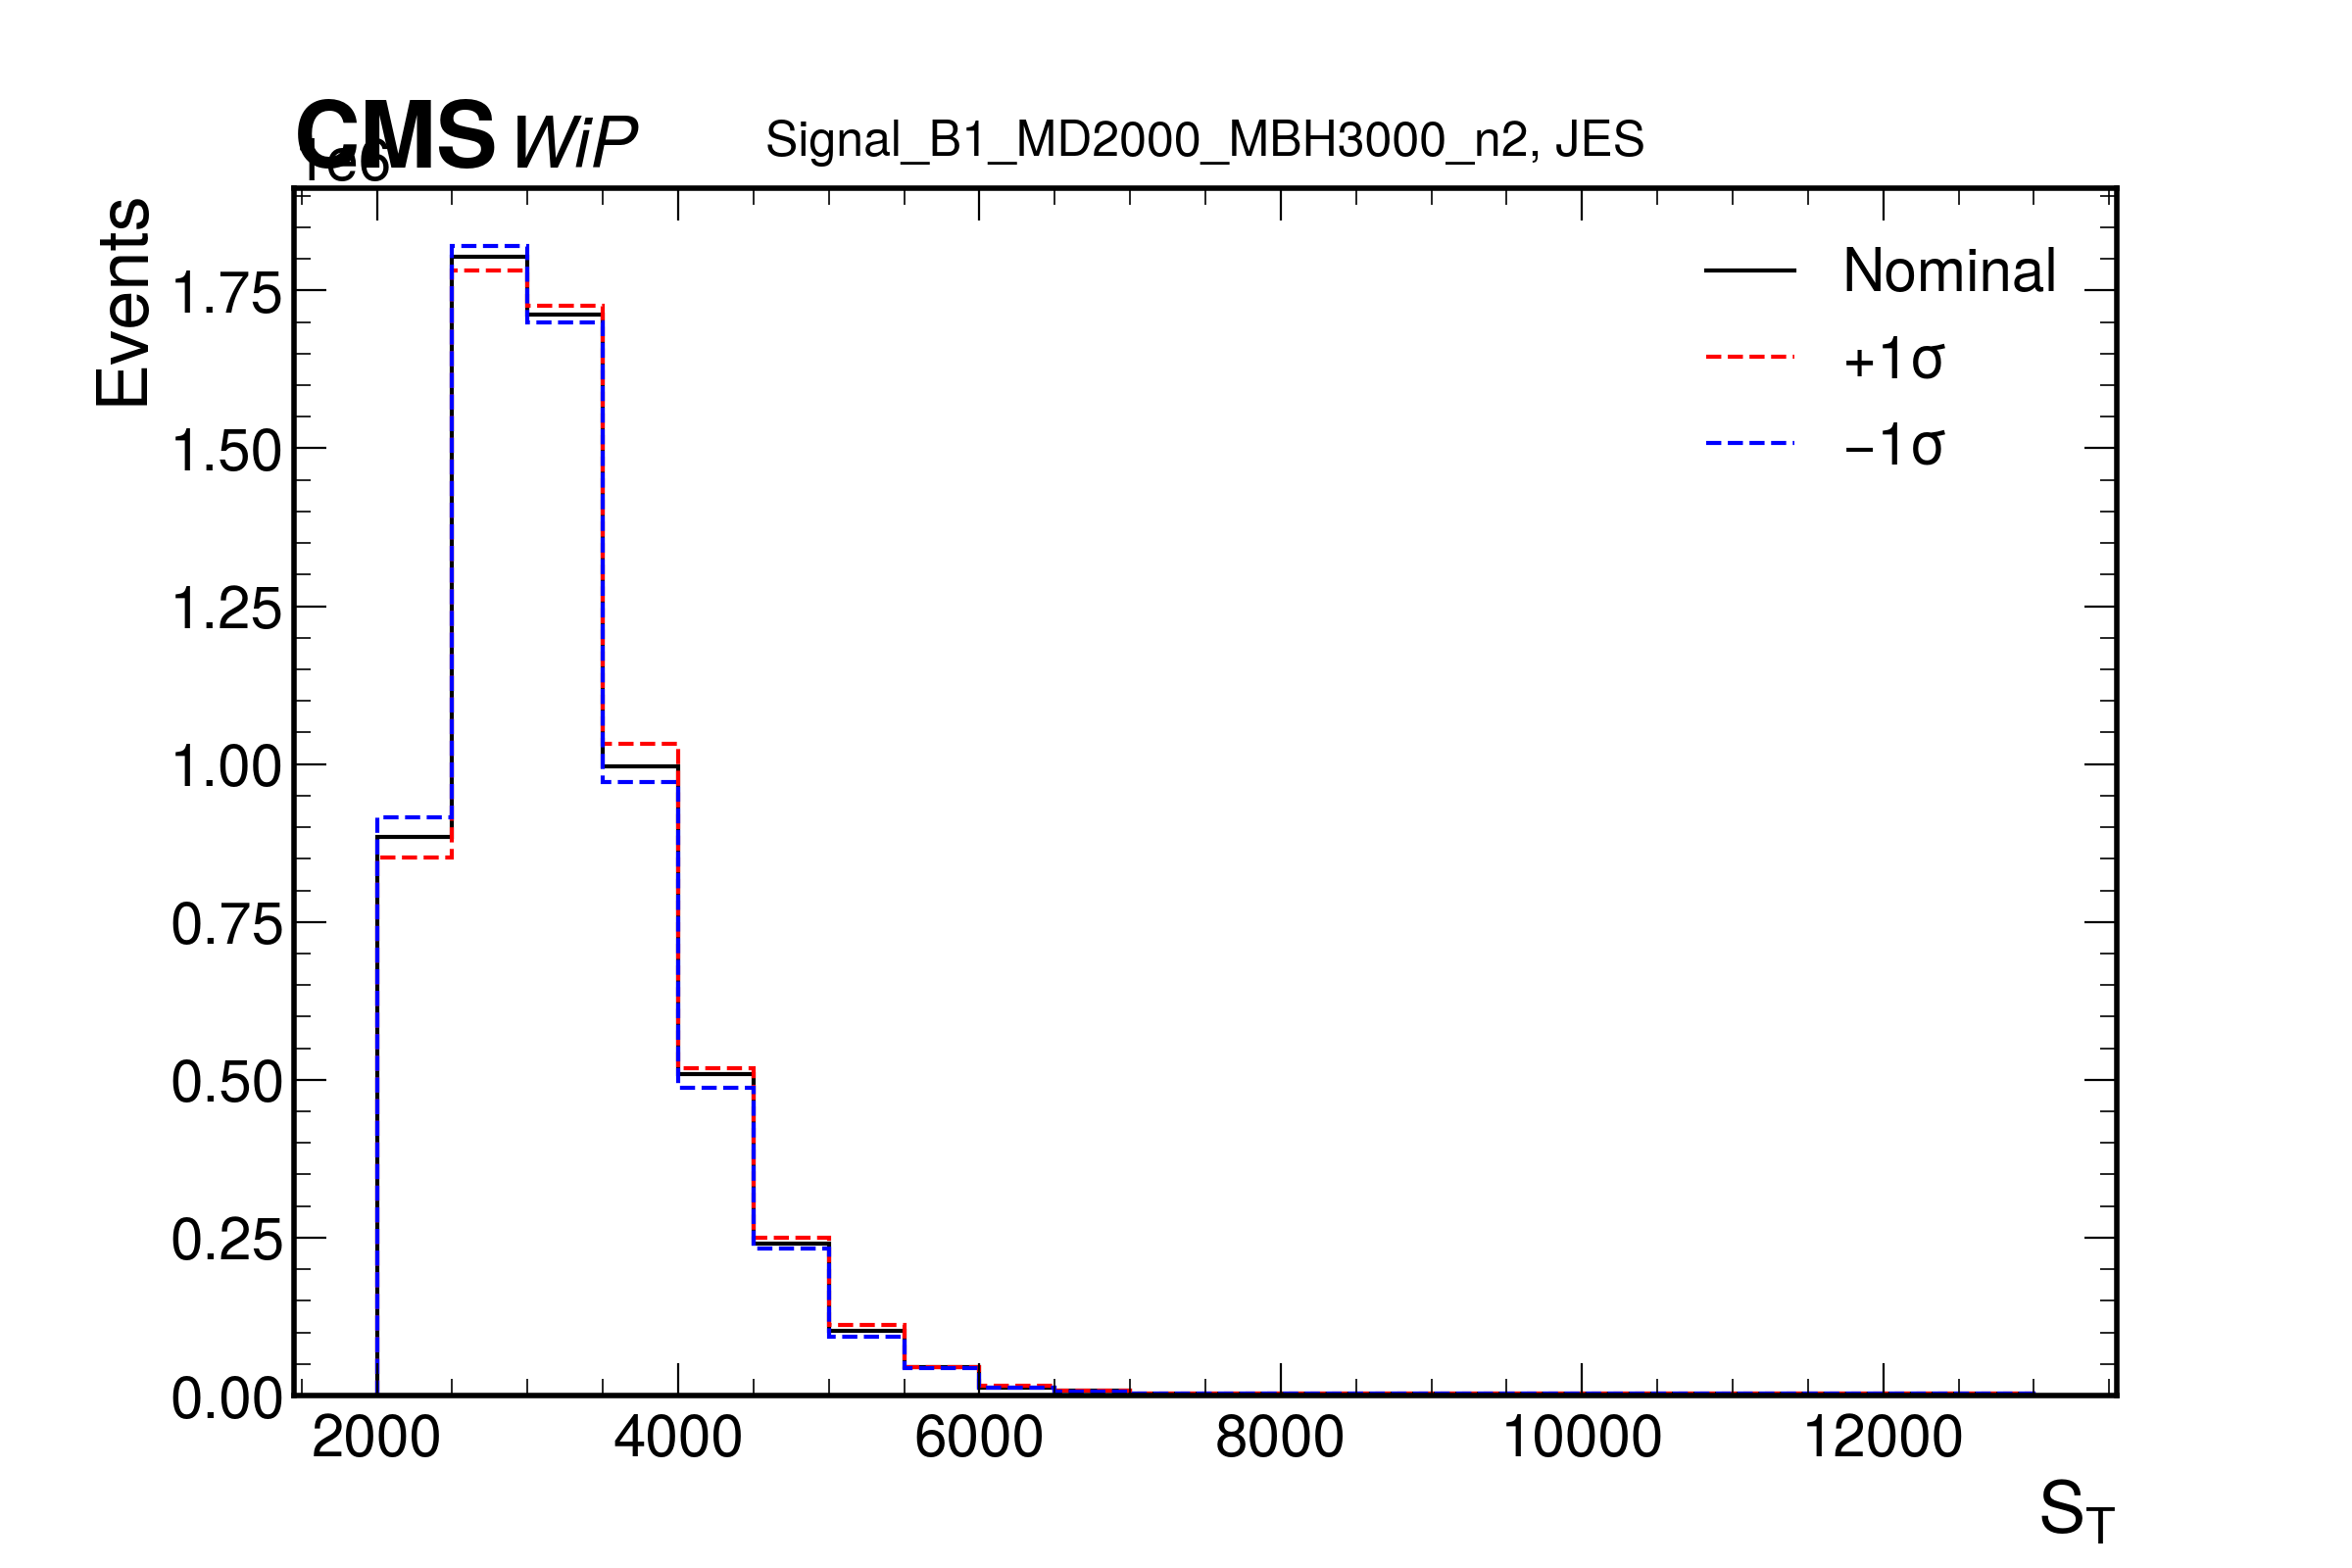 CMS WiP Signal_B1_MD2000_MBH3000_n2, JES
1e6
Events
Nominal
+1σ
−1σ
1.75
1.50
1.25
1.00
0.75
0.50
0.25
0.00
2000 4000 6000 8000 10000 12000
S_T